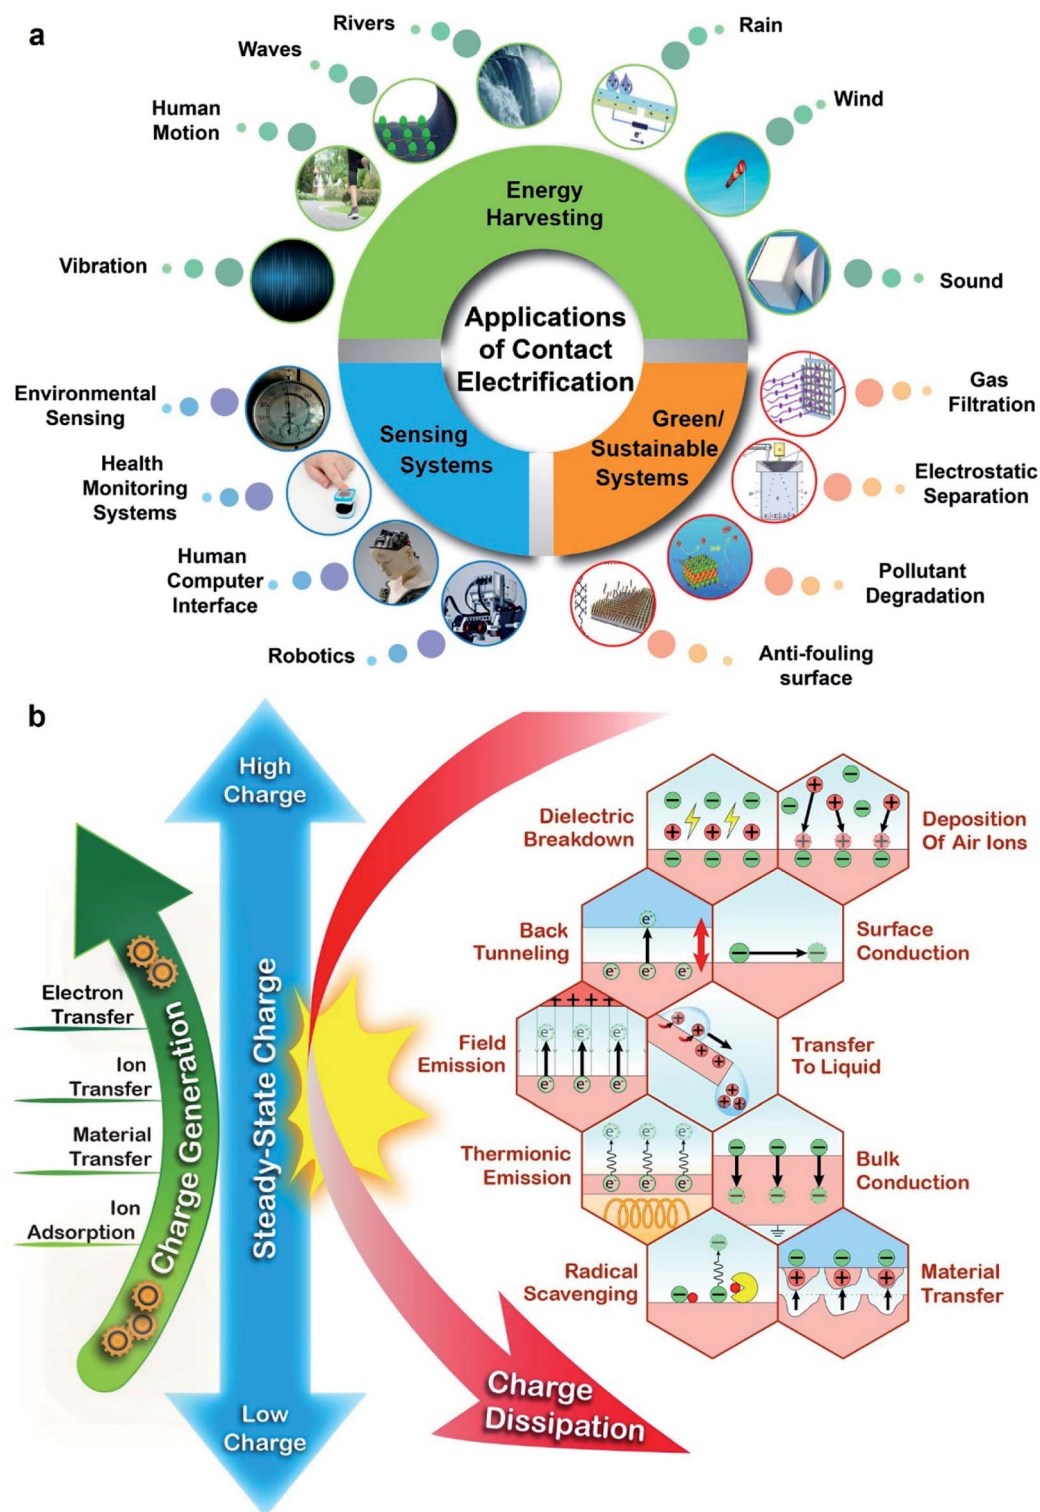 a
Rivers
Rain
Waves
Wind
Human
Motion
Energy
Harvesting
Vibration
Sound
Applications
of Contact
Electrification
Environmental
Sensing
Gas
Filtration
Sensing
Systems
Green/
Sustainable
Systems
Health
Monitoring
Systems
Electrostatic
Separation
Human
Computer
Interface
Pollutant
Degradation
Robotics
Anti-fouling
surface
e⁻
b
High
Charge
Steady-State Charge
Low
Charge
Charge Generation
Electron
Transfer
Ion
Transfer
Material
Transfer
Ion
Adsorption
Charge
Dissipation
Dielectric
Breakdown
Deposition
Of Air Ions
Back
Tunneling
e⁻
e⁻ e⁻ e⁻
Surface
Conduction
Field
Emission
++++
e⁻ e⁻ e⁻
e⁻ e⁻ e⁻
Transfer
To Liquid
Thermionic
Emission
e⁻ e⁻ e⁻
e⁻ e⁻ e⁻
Bulk
Conduction
Radical
Scavenging
Material
Transfer